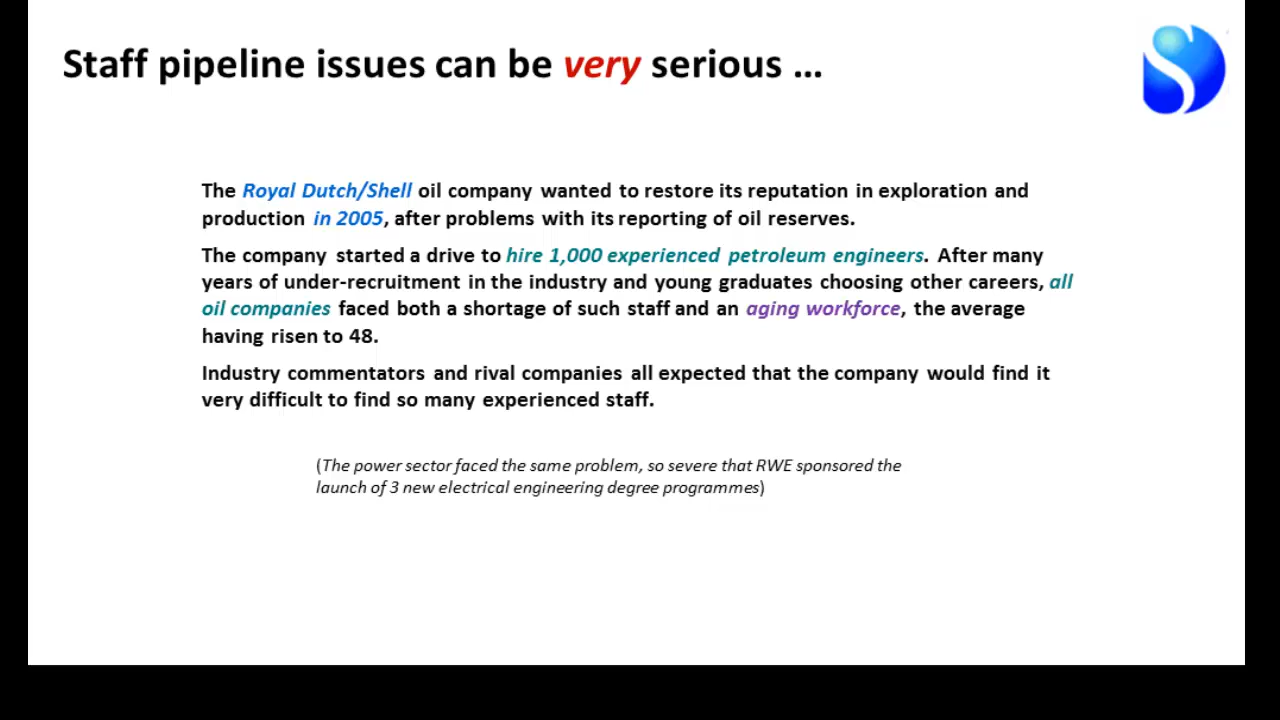 Staff pipeline issues can be very serious ...
The Royal Dutch/Shell oil company wanted to restore its reputation in exploration and
production in 2005, after problems with its reporting of oil reserves.
The company started a drive to hire 1,000 experienced petroleum engineers. After many
years of under-recruitment in the industry and young graduates choosing other careers, all
oil companies faced both a shortage of such staff and an aging workforce, the average
having risen to 48.
Industry commentators and rival companies all expected that the company would find it
very difficult to find so many experienced staff.
(The power sector faced the same problem, so severe that RWE sponsored the
launch of 3 new electrical engineering degree programmes)